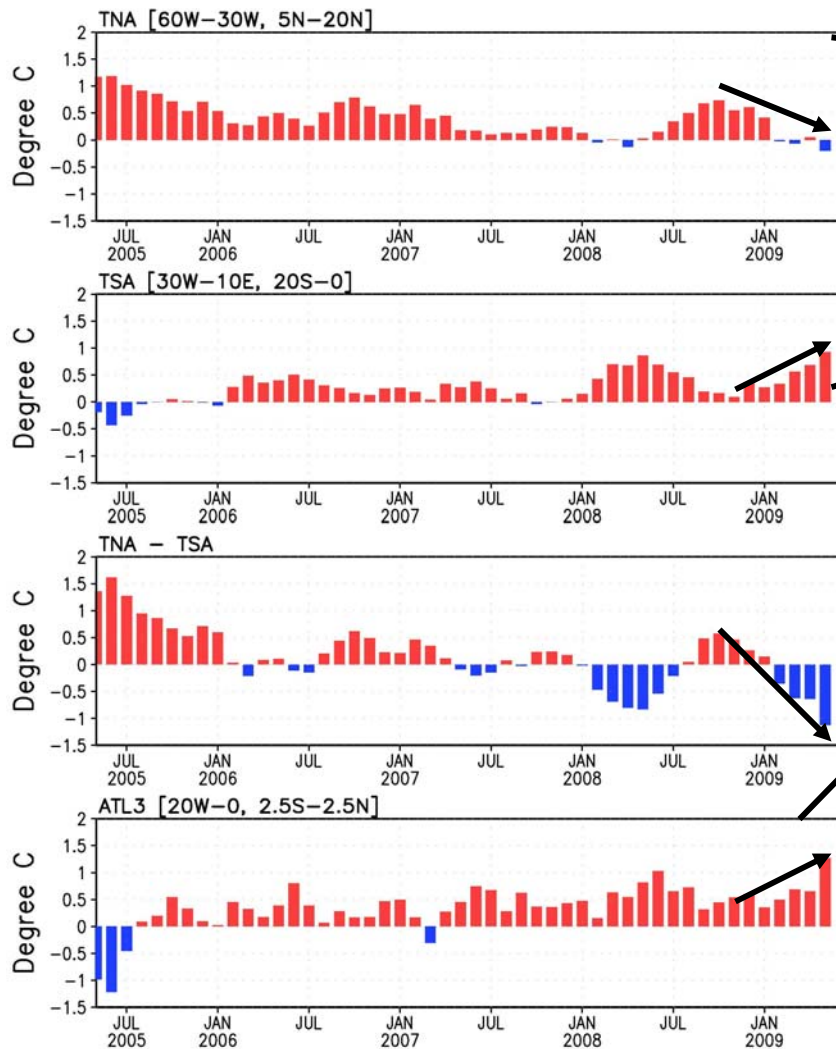 TNA [60W-30W, 5N-20N]
Degree C
2
1.5
1
0.5
0
-0.5
-1
-1.5
JUL JAN JUL JAN JUL JAN JUL JAN
2005 2006 2007 2008 2009
TSA [30W-10E, 20S-0]
Degree C
2
1.5
1
0.5
0
-0.5
-1
-1.5
JUL JAN JUL JAN JUL JAN JUL JAN
2005 2006 2007 2008 2009
TNA - TSA
Degree C
2
1.5
1
0.5
0
-0.5
-1
-1.5
JUL JAN JUL JAN JUL JAN JUL JAN
2005 2006 2007 2008 2009
ATL3 [20W-0, 2.5S-2.5N]
Degree C
2
1.5
1
0.5
0
-0.5
-1
-1.5
JUL JAN JUL JAN JUL JAN JUL JAN
2005 2006 2007 2008 2009